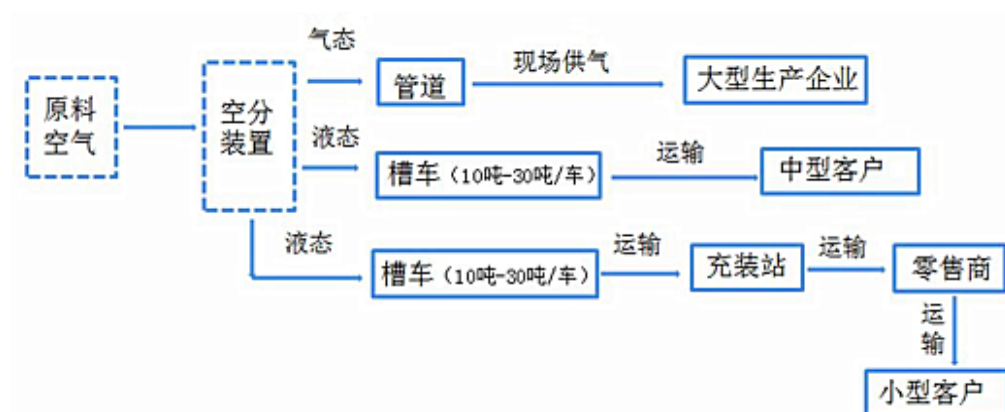 气态
管道
现场供气
大型生产企业
原料
空气
空分
装置
液态
槽车（10吨-30吨/车）
运输
中型客户
液态
槽车（10吨-30吨/车）
运输
充装站
运输
零售商
运
输
小型客户